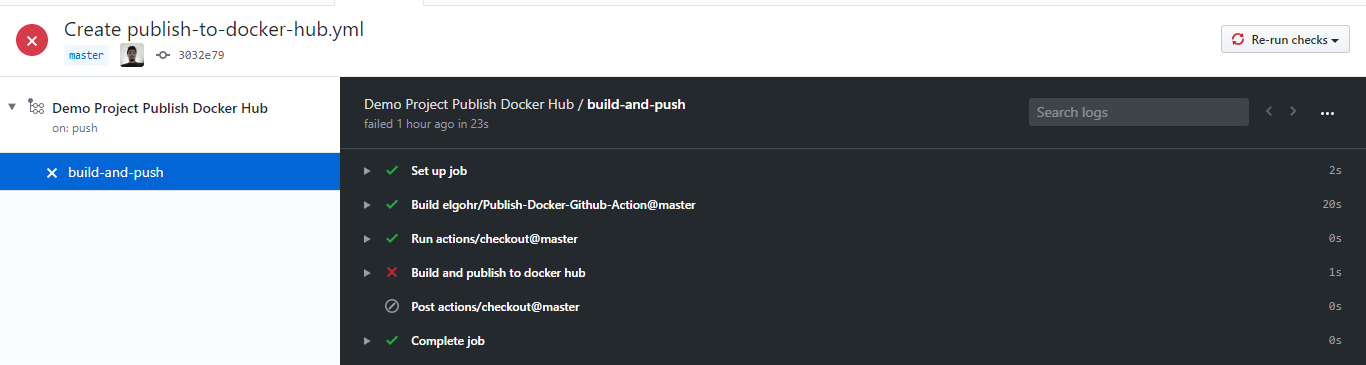 Create publish-to-docker-hub.yml
master 3032e79
Re-run checks
Demo Project Publish Docker Hub
on: push
build-and-push
Demo Project Publish Docker Hub / build-and-push
failed 1 hour ago in 23s
Search logs
Set up job 2s
Build elgohr/Publish-Docker-Github-Action@master 20s
Run actions/checkout@master 0s
Build and publish to docker hub 1s
Post actions/checkout@master 0s
Complete job 0s